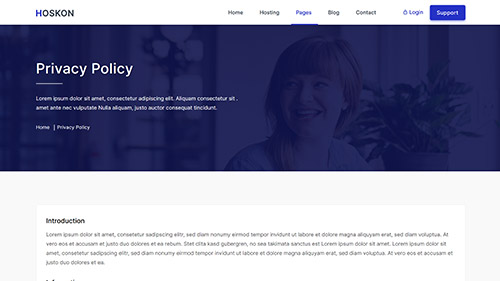 HOSKON
Home Hosting Pages Blog Contact Login Support
Privacy Policy
Lorem ipsum dolor sit amet, consectetur adipiscing elit. Aliquam consectetur sit .
amet ante nec vulputate Nulla aliquam, justo auctor consequat tincidunt.
Home | Privacy Policy
Introduction
Lorem ipsum dolor sit amet, consetetur sadipscing elitr, sed diam nonumy eirmod tempor invidunt ut labore et dolore magna aliquyam erat, sed diam voluptua. At
vero eos et accusam et justo duo dolores et ea rebum. Stet clita kasd gubergren, no sea takimata sanctus est Lorem ipsum dolor sit amet. Lorem ipsum dolor sit
amet, consetetur sadipscing elitr, sed diam nonumy eirmod tempor invidunt ut labore et dolore magna aliquyam erat, sed diam voluptua. At vero eos et accusam et
justo duo dolores et ea.